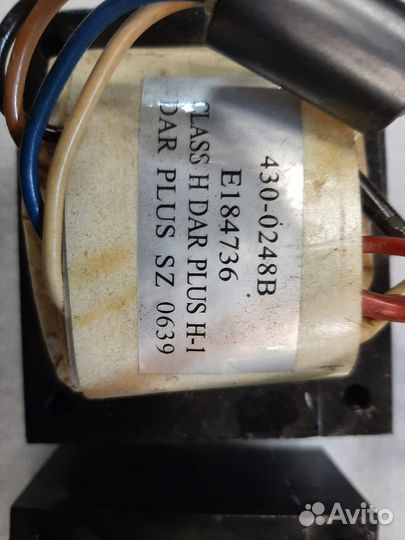 430-0248B
E184736
CLASS H DAR PLUS H-1
DAR PLUS SZ 0639
Avito